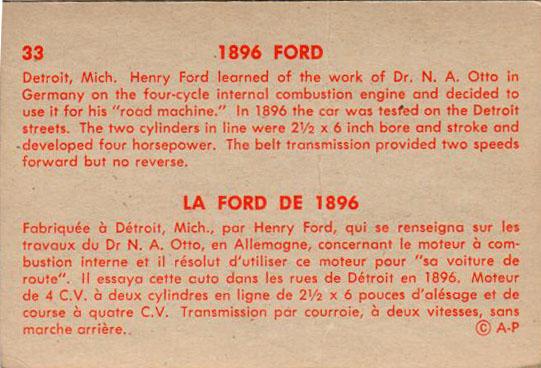 33 1896 FORD
Detroit, Mich. Henry Ford learned of the work of Dr. N. A. Otto in
Germany on the four-cycle internal combustion engine and decided to
use it for his "road machine." In 1896 the car was tested on the Detroit
streets. The two cylinders in line were 2½ x 6 inch bore and stroke and
developed four horsepower. The belt transmission provided two speeds
forward but no reverse.
LA FORD DE 1896
Fabriquée à Détroit, Mich., par Henry Ford, qui se renseigna sur les
travaux du Dr N. A. Otto, en Allemagne, concernant le moteur à com-
bustion interne et il résolut d'utiliser ce moteur pour "sa voiture de
route". Il essaya cette auto dans les rues de Détroit en 1896. Moteur
de 4 C.V. à deux cylindres en ligne de 2½ x 6 pouces d'alésage et de
course à quatre C.V. Transmission par courroie, à deux vitesses, sans
marche arrière. © A-P